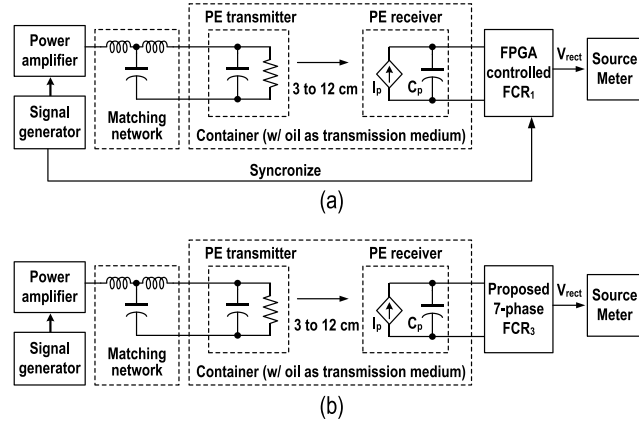 PE transmitter
PE receiver
Power
amplifier
Signal
generator
Matching
network
3 to 12 cm
Container (w/ oil as transmission medium)
Ip
Cp
FPGA
controlled
FCR1
Vrect
Source
Meter
Syncronize
(a)
PE transmitter
PE receiver
Power
amplifier
Signal
generator
Matching
network
3 to 12 cm
Container (w/ oil as transmission medium)
Ip
Cp
Proposed
7-phase
FCR3
Vrect
Source
Meter
(b)